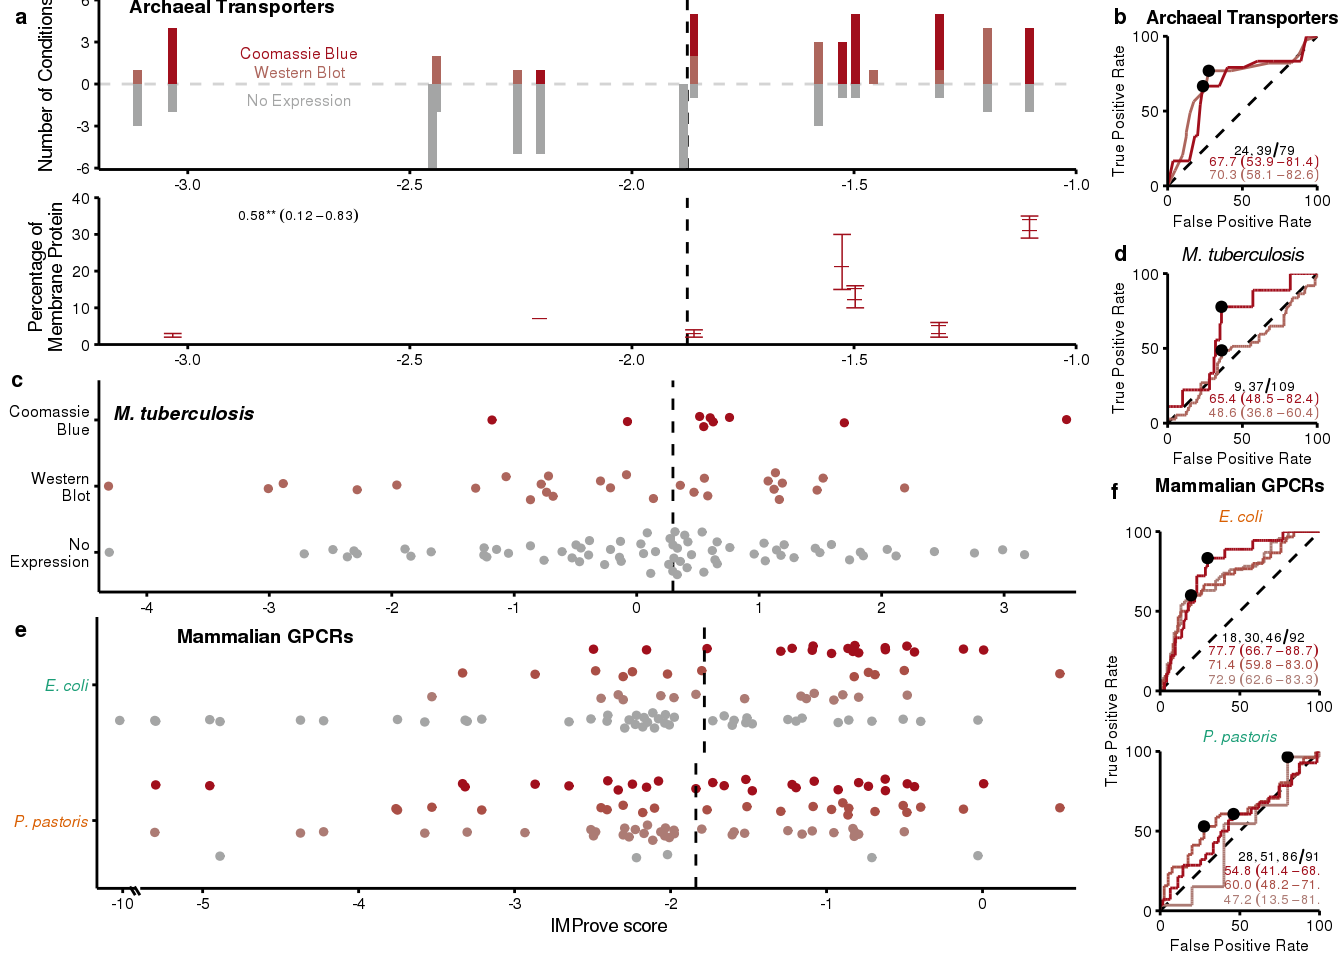 a
Archaeal Transporters
Number of Conditions
6
3
0
-3
-6
Coomassie Blue
Western Blot
No Expression
-3.0
-2.5
-2.0
-1.5
-1.0
Percentage of
Membrane Protein
40
30
20
10
0
0.58** (0.12−0.83)
-3.0
-2.5
-2.0
-1.5
-1.0
b
Archaeal Transporters
True Positive Rate
100
50
0
24, 39/79
67.7 (53.9−81.4)
70.3 (58.1−82.6)
0
50
100
False Positive Rate
c
M. tuberculosis
Coomassie
Blue
Western
Blot
No
Expression
-4
-3
-2
-1
0
1
2
3
d
M. tuberculosis
True Positive Rate
100
50
0
9, 37/109
65.4 (48.5−82.4)
48.6 (36.8−60.4)
0
50
100
False Positive Rate
e
Mammalian GPCRs
E. coli
P. pastoris
-10
-5
-4
-3
-2
-1
0
IMProve score
f
Mammalian GPCRs
E. coli
True Positive Rate
100
50
0
18, 30, 46/92
77.7 (66.7−88.7)
71.4 (59.8−83.0)
72.9 (62.6−83.3)
0
50
100
P. pastoris
100
50
0
28, 51, 86/91
54.8 (41.4−68.
60.0 (48.2−71.
47.2 (13.5−81.
0
50
100
False Positive Rate